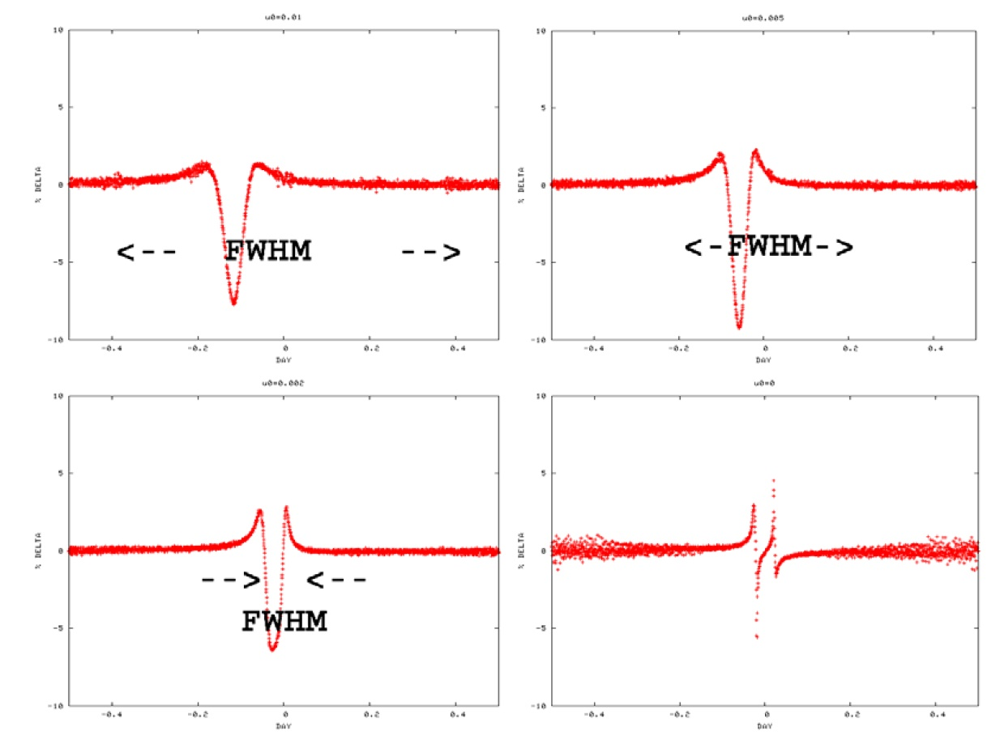 u0=0.01
10
5
0
-5
-10
% DELTA
<-- FWHM -->
-0.4 -0.2 0 0.2 0.4
DAY
u0=0.005
10
5
0
-5
-10
% DELTA
<-FWHM->
-0.4 -0.2 0 0.2 0.4
DAY
u0=0.002
10
5
0
-5
-10
% DELTA
--> <--
FWHM
-0.4 -0.2 0 0.2 0.4
DAY
u0=0
10
5
0
-5
-10
% DELTA
-0.4 -0.2 0 0.2 0.4
DAY